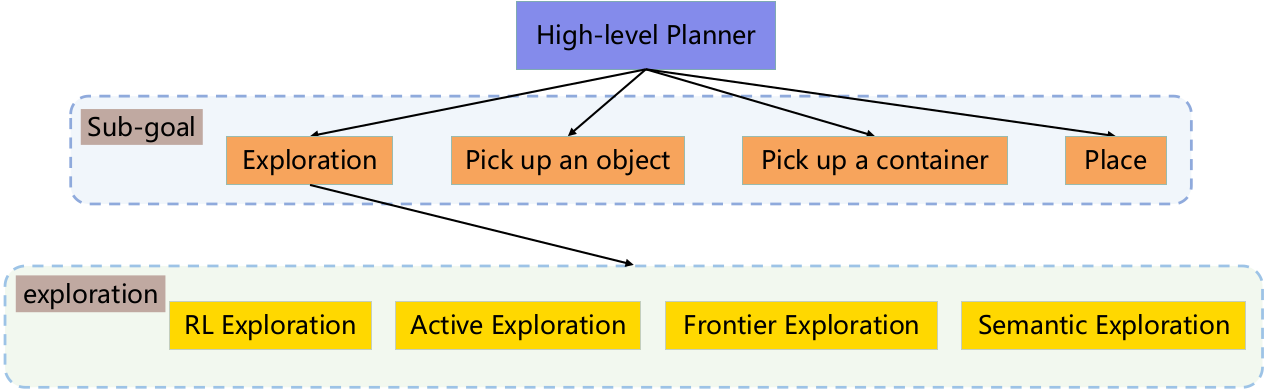 High-level Planner
Sub-goal
Exploration
Pick up an object
Pick up a container
Place
exploration
RL Exploration
Active Exploration
Frontier Exploration
Semantic Exploration